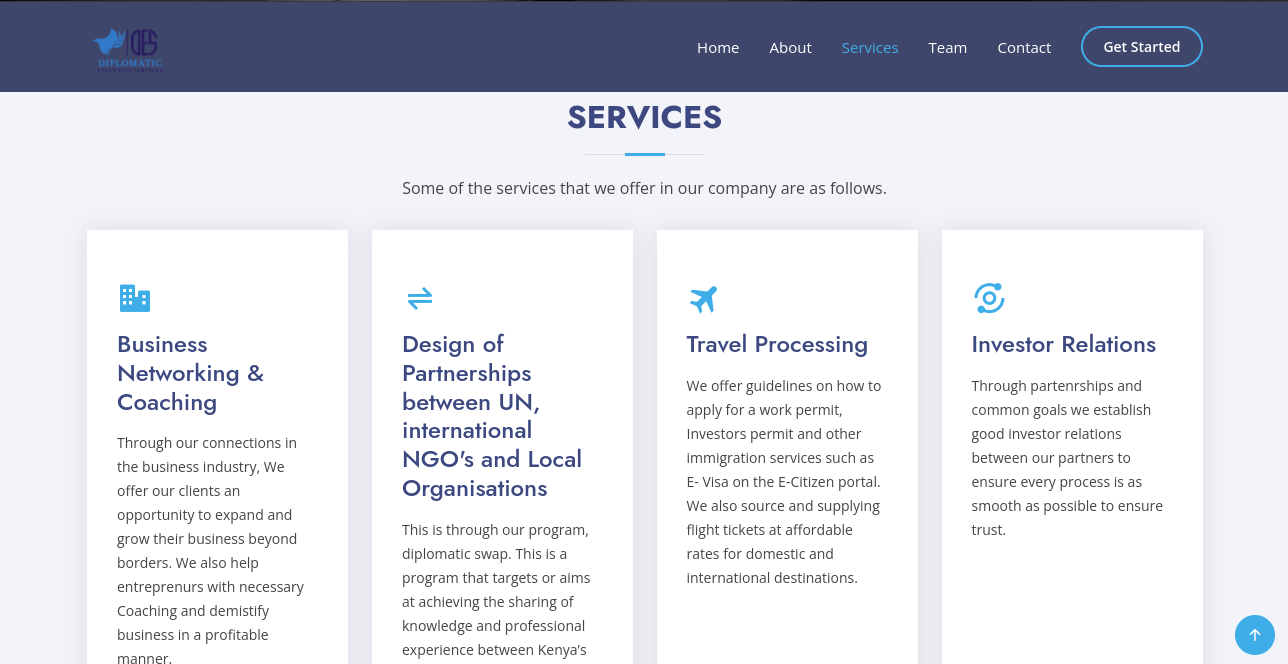 DES
DIPLOMATIC
EXECUTIVE SERVICES
Home
About
Services
Team
Contact
Get Started
SERVICES
Some of the services that we offer in our company are as follows.
Business
Networking &
Coaching
Through our connections in
the business industry, We
offer our clients an
opportunity to expand and
grow their business beyond
borders. We also help
entreprenurs with necessary
Coaching and demistify
business in a profitable
manner.
Design of
Partnerships
between UN,
international
NGO's and Local
Organisations
This is through our program,
diplomatic swap. This is a
program that targets or aims
at achieving the sharing of
knowledge and professional
experience between Kenya’s
Travel Processing
We offer guidelines on how to
apply for a work permit,
Investors permit and other
immigration services such as
E- Visa on the E-Citizen portal.
We also source and supplying
flight tickets at affordable
rates for domestic and
international destinations.
Investor Relations
Through partenrships and
common goals we establish
good investor relations
between our partners to
ensure every process is as
smooth as possible to ensure
trust.